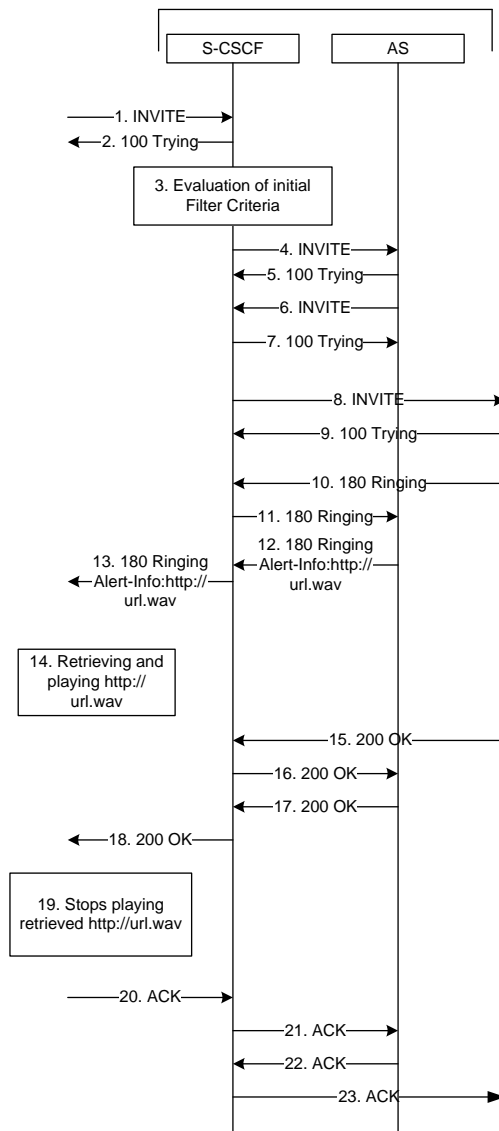 S-CSCF
AS
1. INVITE
2. 100 Trying
3. Evaluation of initial
Filter Criteria
4. INVITE
5. 100 Trying
6. INVITE
7. 100 Trying
8. INVITE
9. 100 Trying
10. 180 Ringing
11. 180 Ringing
12. 180 Ringing
Alert-Info:http://
url.wav
13. 180 Ringing
Alert-Info:http://
url.wav
14. Retrieving and
playing http://
url.wav
15. 200 OK
16. 200 OK
17. 200 OK
18. 200 OK
19. Stops playing
retrieved http://url.wav
20. ACK
21. ACK
22. ACK
23. ACK